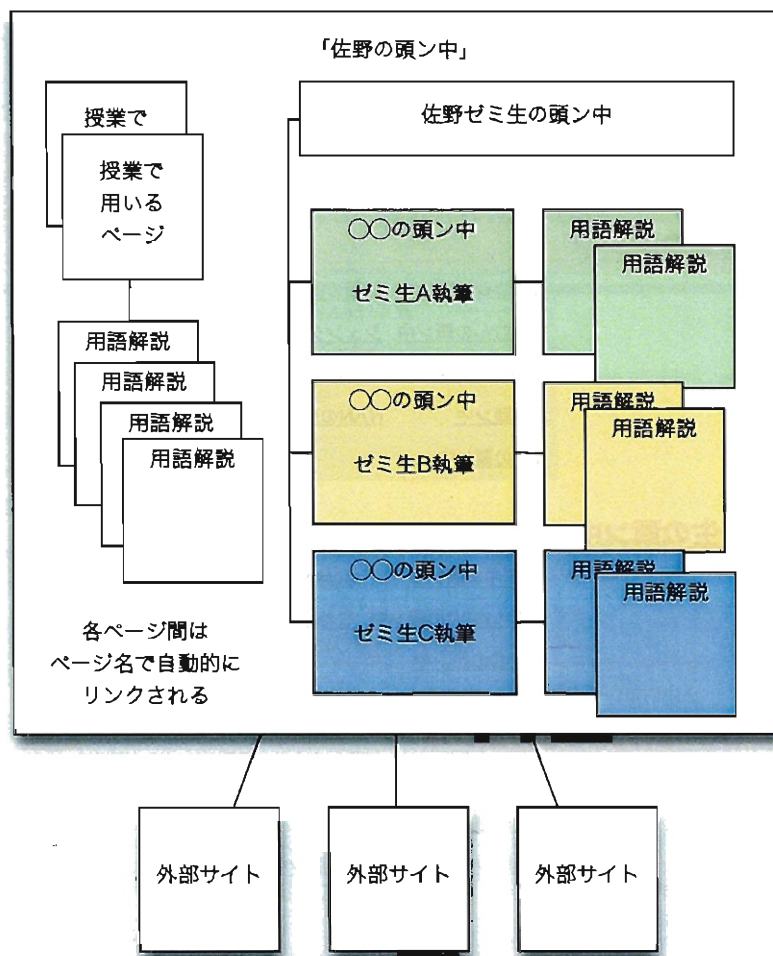 「佐野の頭ン中」
授業で
授業で
用いる
ページ
用語解説
用語解説
用語解説
用語解説
各ページ間は
ページ名で自動的に
リンクされる
佐野ゼミ生の頭ン中
〇〇の頭ン中
ゼミ生A執筆
用語解説
用語解説
〇〇の頭ン中
ゼミ生B執筆
用語解説
用語解説
〇〇の頭ン中
ゼミ生C執筆
用語解説
用語解説
外部サイト
外部サイト
外部サイト